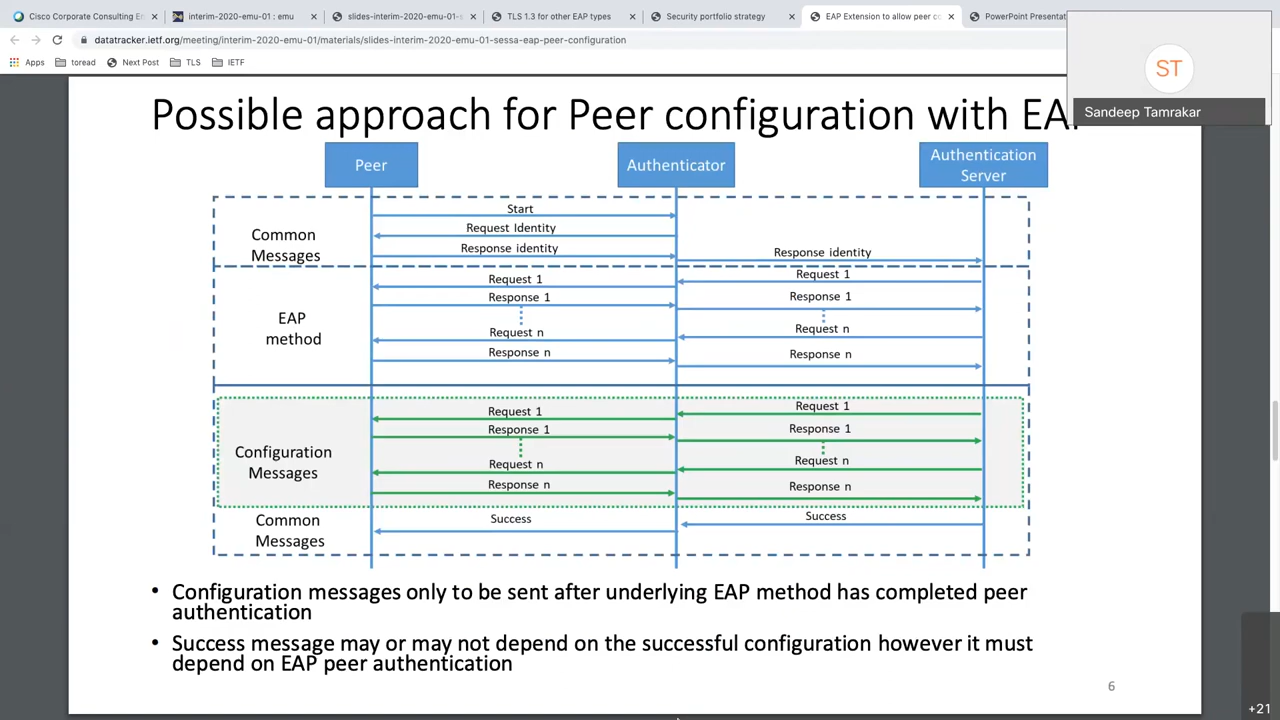 Cisco Corporate Consulting En
interim-2020-emu-01 : emu
slides-interim-2020-emu-01-s
TLS 1.3 for other EAP types
Security portfolio strategy
EAP Extension to allow peer co
PowerPoint Presentat
datatracker.ietf.org/meeting/interim-2020-emu-01/materials/slides-interim-2020-emu-01-sessa-eap-peer-configuration
Apps
toread
Next Post
TLS
IETF
ST
Sandeep Tamrakar
Possible approach for Peer configuration with EAP
Peer
Authenticator
Authentication
Server
Common
Messages
Start
Request Identity
Response identity
Response identity
EAP
method
Request 1
Request 1
Response 1
Response 1
Request n
Request n
Response n
Response n
Configuration
Messages
Request 1
Request 1
Response 1
Response 1
Request n
Request n
Response n
Response n
Common
Messages
Success
Success
• Configuration messages only to be sent after underlying EAP method has completed peer
authentication
• Success message may or may not depend on the successful configuration however it must
depend on EAP peer authentication
6
+21